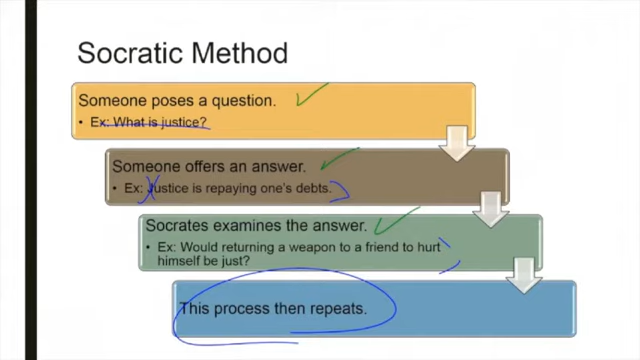 Socratic Method
Someone poses a question.
• Ex: What is justice?
Someone offers an answer.
• Ex: Justice is repaying one's debts.
Socrates examines the answer.
• Ex: Would returning a weapon to a friend to hurt
himself be just?
This process then repeats.